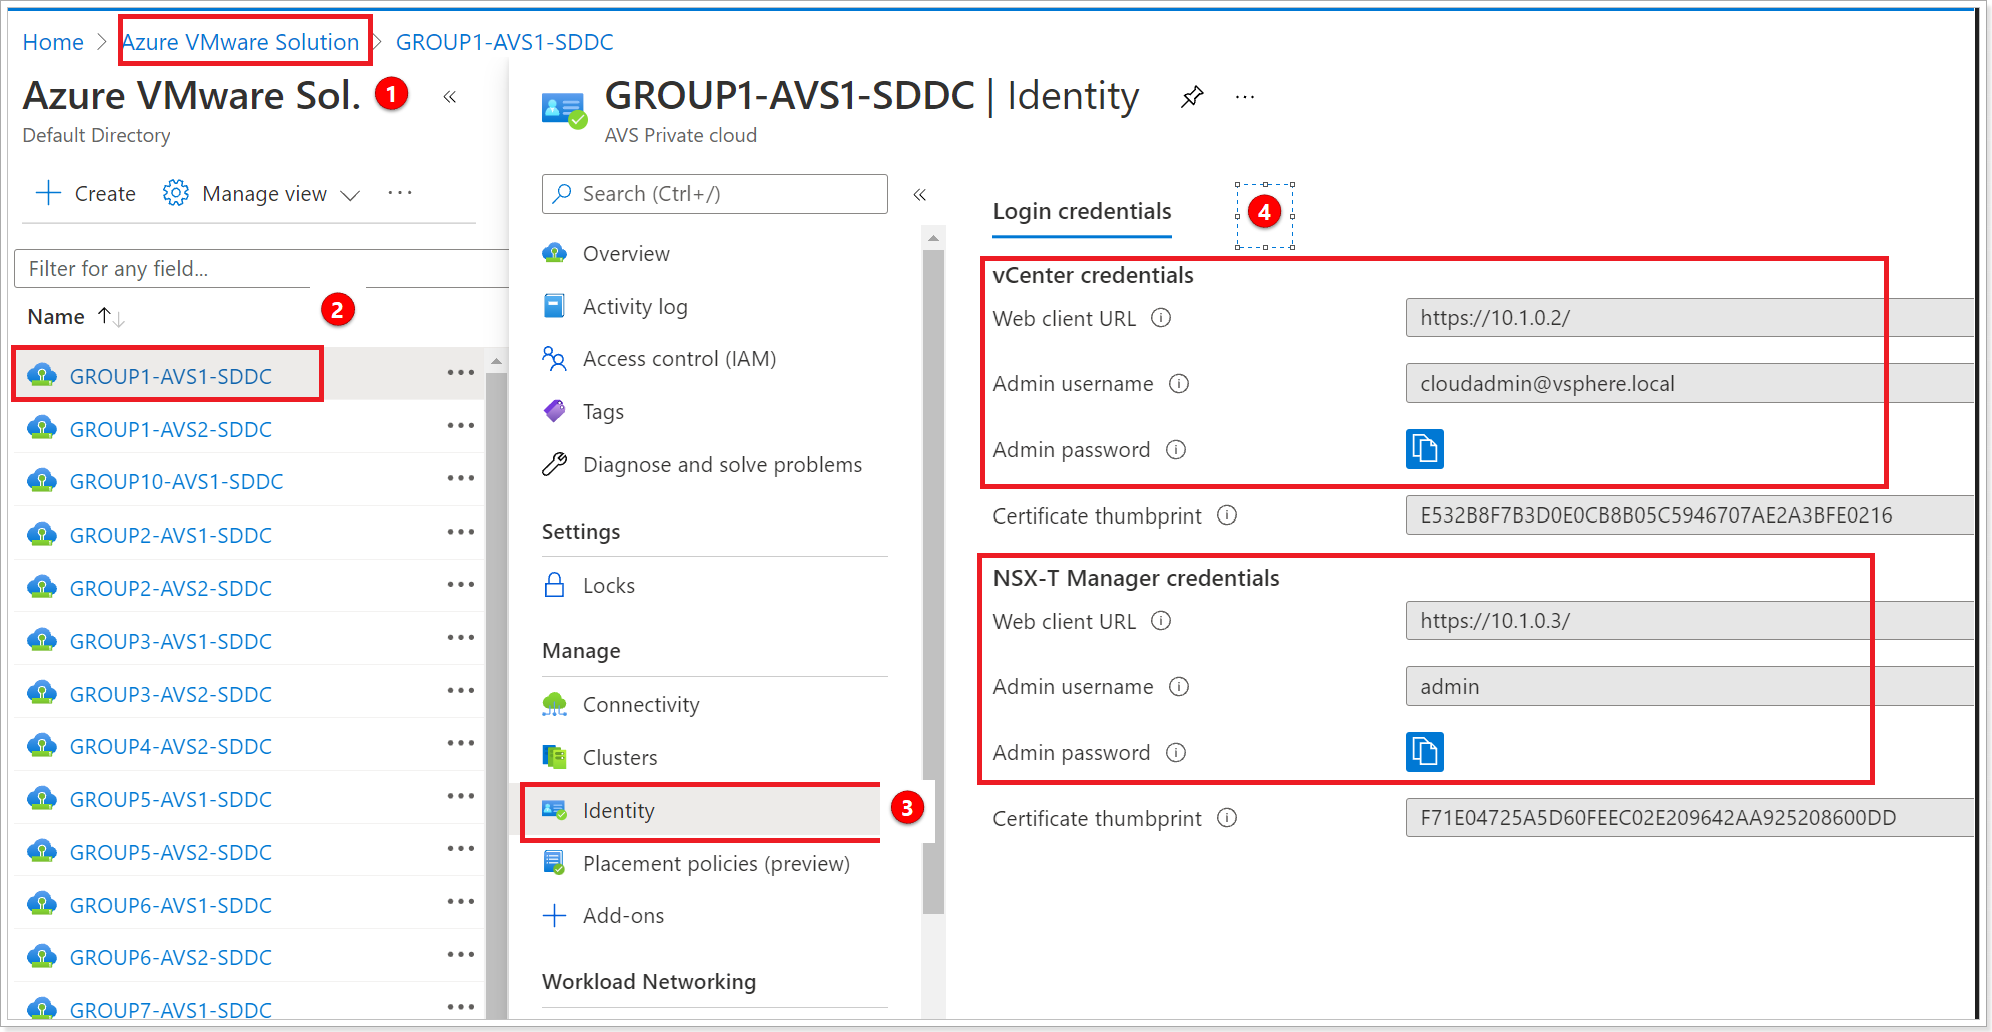 Home > Azure VMware Solution > GROUP1-AVS1-SDDC
Azure VMware Sol. 1 «
Default Directory
Create Manage view ...
Filter for any field...
2
Name ↑↓
GROUP1-AVS1-SDDC ...
GROUP1-AVS2-SDDC ...
GROUP10-AVS1-SDDC ...
GROUP2-AVS1-SDDC ...
GROUP2-AVS2-SDDC ...
GROUP3-AVS1-SDDC ...
GROUP3-AVS2-SDDC ...
GROUP4-AVS2-SDDC ...
GROUP5-AVS1-SDDC ...
GROUP5-AVS2-SDDC ...
GROUP6-AVS1-SDDC ...
GROUP6-AVS2-SDDC ...
GROUP7-AVS1-SDDC ...
GROUP1-AVS1-SDDC | Identity ...
AVS Private cloud
Search (Ctrl+/) «
Overview
Activity log
Access control (IAM)
Tags
Diagnose and solve problems
Settings
Locks
Manage
Connectivity
Clusters
Identity 3
Placement policies (preview)
Add-ons
Workload Networking
Login credentials 4
vCenter credentials
Web client URL https://10.1.0.2/
Admin username cloudadmin@vsphere.local
Admin password
Certificate thumbprint E532B8F7B3D0E0CB8B05C5946707AE2A3BFE0216
NSX-T Manager credentials
Web client URL https://10.1.0.3/
Admin username admin
Admin password
Certificate thumbprint F71E04725A5D60FEEC02E209642AA925208600DD